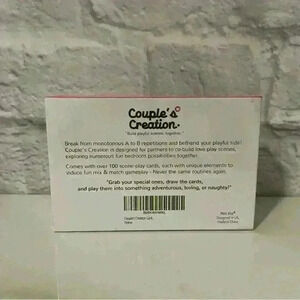 Couple's
Creation
"Build playful scenes, together."
Break from monotonous A to B repetitions and befriend your playful side!
Couple's Creation is designed for partners to co-build love play scenes,
exploring numerous fun bedroom possibilities together.
Comes with over 100 scene-play cards, each with unique elements to
induce fun mix & match gameplay - Never the same routines again.
"Grab your special ones, draw the cards,
and play them into something adventurous, loving, or naughty!"
Designed in